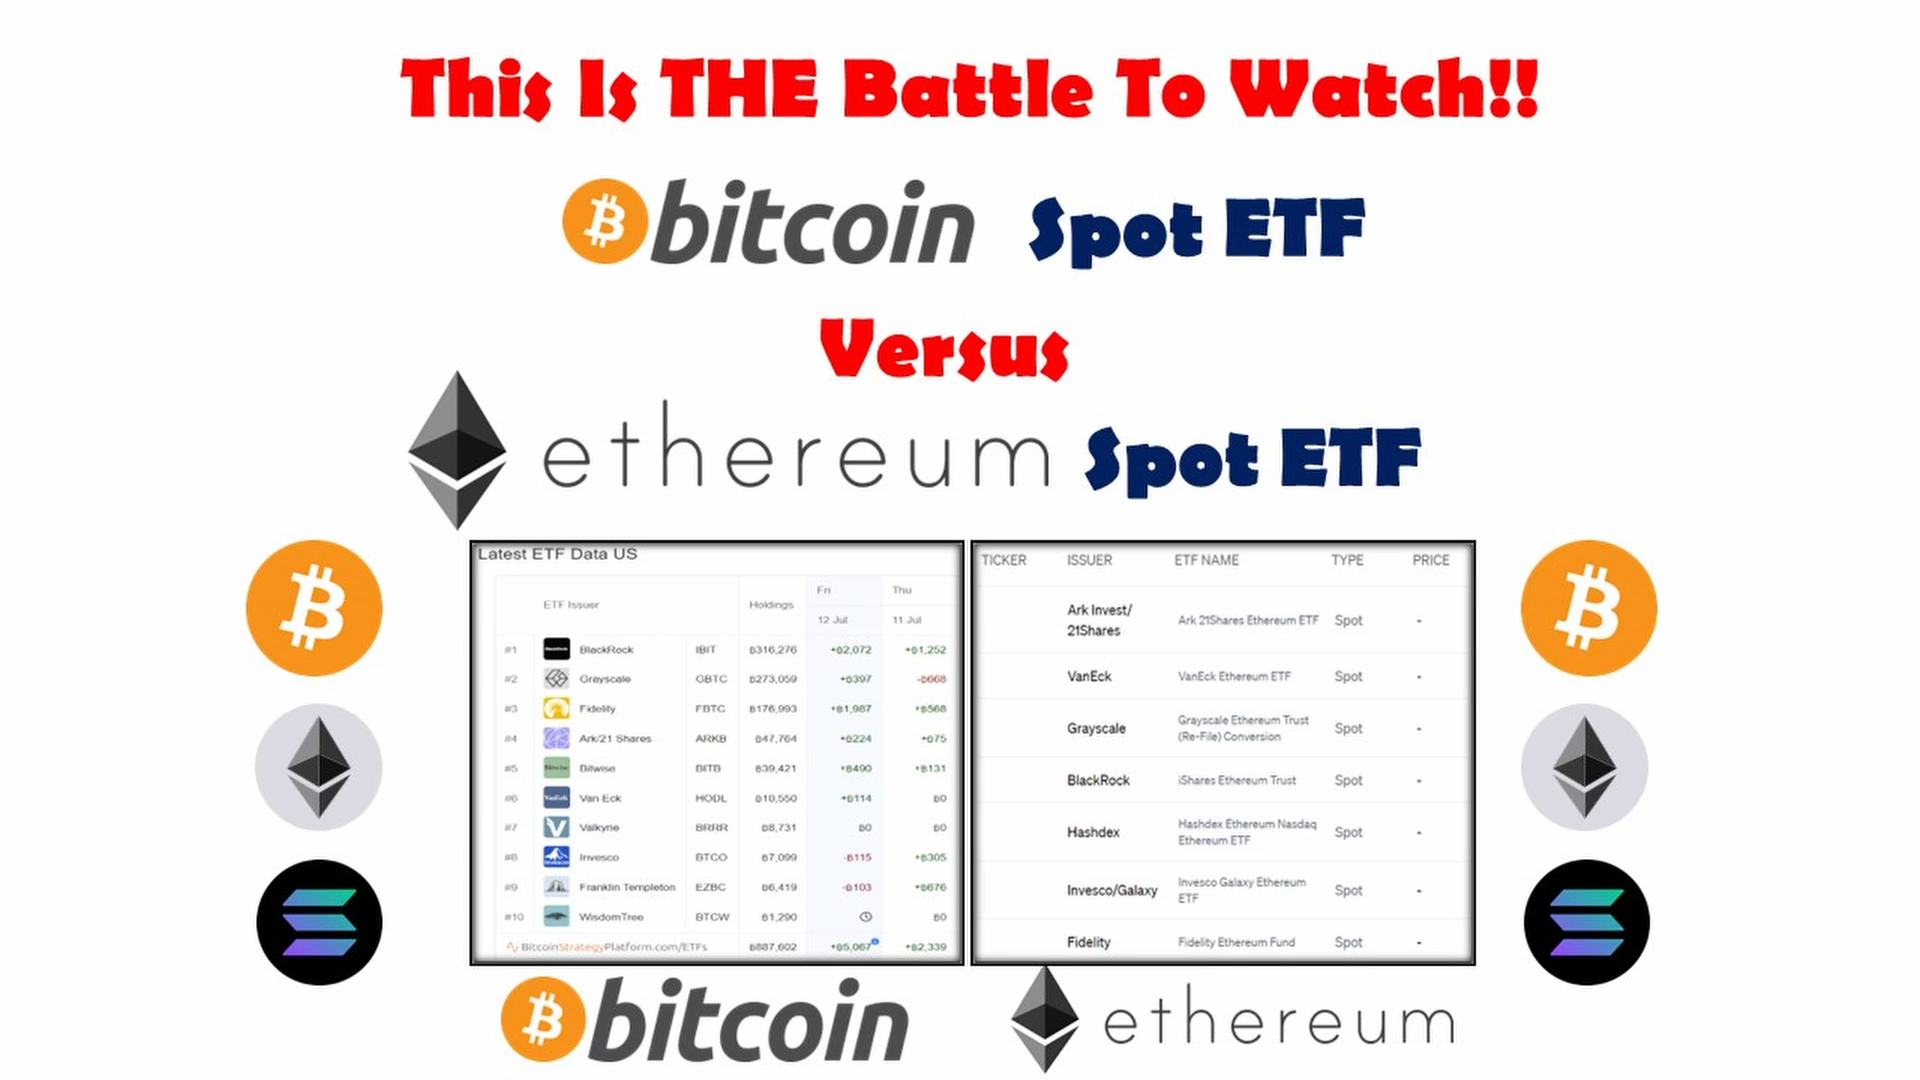 This Is THE Battle To Watch!!
bitcoin Spot ETF
Versus
ethereum Spot ETF
Latest ETF Data US
ETF Issuer Holdings Fri Thu
12 Jul 11 Jul
#1 BlackRock IBIT ₿316,276 +₿2,072 +₿1,252
#2 Grayscale GBTC ₿273,059 +₿397 -₿668
#3 Fidelity FBTC ₿176,993 +₿1,987 +₿568
#4 Ark/21 Shares ARKB ₿47,764 +₿224 +₿75
#5 Bitwise BITB ₿39,421 +₿490 +₿131
#6 Van Eck HODL ₿10,550 +₿114 ₿0
#7 Valkyrie BRRR ₿8,731 ₿0 ₿0
#8 Invesco BTCO ₿7,099 -₿115 +₿305
#9 Franklin Templeton EZBC ₿6,419 -₿103 +₿676
#10 WisdomTree BTCW ₿1,290 ₿0
BitcoinStrategyPlatform.com/ETFs ₿887,602 +₿5,067 +₿2,339
TICKER ISSUER ETF NAME TYPE PRICE
Ark Invest/
21Shares Ark 21Shares Ethereum ETF Spot -
VanEck VanEck Ethereum ETF Spot -
Grayscale Grayscale Ethereum Trust
(Re-File) Conversion Spot -
BlackRock iShares Ethereum Trust Spot -
Hashdex Hashdex Ethereum Nasdaq
Ethereum ETF Spot -
Invesco/Galaxy Invesco Galaxy Ethereum
ETF Spot -
Fidelity Fidelity Ethereum Fund Spot -
bitcoin ethereum